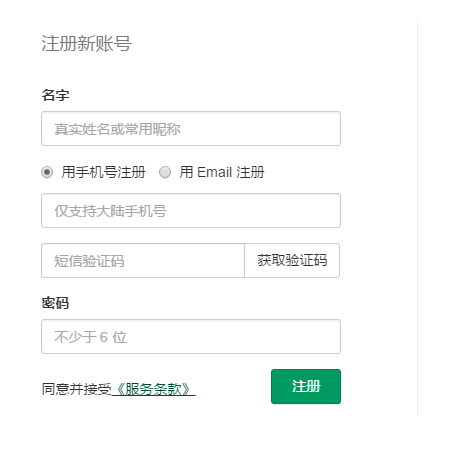 注册新账号
名字
真实姓名或常用昵称
用手机号注册 用 Email 注册
仅支持大陆手机号
短信验证码 获取验证码
密码
不少于 6 位
同意并接受《服务条款》 注册